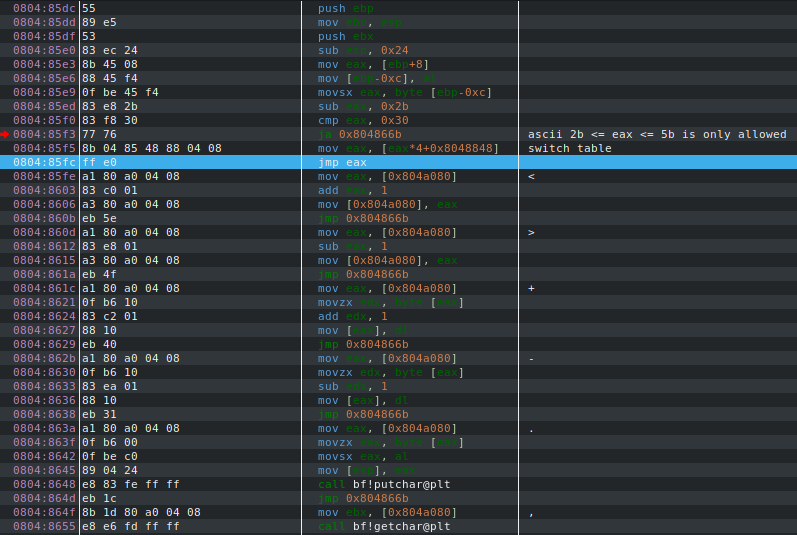 0804:85dc 55 push ebp
0804:85dd 89 e5 mov ebp, esp
0804:85df 53 push ebx
0804:85e0 83 ec 24 sub esp, 0x24
0804:85e3 8b 45 08 mov eax, [ebp+8]
0804:85e6 88 45 f4 mov [ebp-0xc], al
0804:85e9 0f be 45 f4 movsx eax, byte [ebp-0xc]
0804:85ed 83 e8 2b sub eax, 0x2b
0804:85f0 83 f8 30 cmp eax, 0x30
0804:85f3 77 76 ja 0x804866b ascii 2b <= eax <= 5b is only allowed
0804:85f5 8b 04 85 48 88 04 08 mov eax, [eax*4+0x8048848] switch table
0804:85fc ff e0 jmp eax
0804:85fe a1 80 a0 04 08 mov eax, [0x804a080] <
0804:8603 83 c0 01 add eax, 1
0804:8606 a3 80 a0 04 08 mov [0x804a080], eax
0804:860b eb 5e jmp 0x804866b
0804:860d a1 80 a0 04 08 mov eax, [0x804a080] >
0804:8612 83 e8 01 sub eax, 1
0804:8615 a3 80 a0 04 08 mov [0x804a080], eax
0804:861a eb 4f jmp 0x804866b
0804:861c a1 80 a0 04 08 mov eax, [0x804a080] +
0804:8621 0f b6 10 movzx edx, byte [eax]
0804:8624 83 c2 01 add edx, 1
0804:8627 88 10 mov [eax], dl
0804:8629 eb 40 jmp 0x804866b
0804:862b a1 80 a0 04 08 mov eax, [0x804a080] -
0804:8630 0f b6 10 movzx edx, byte [eax]
0804:8633 83 ea 01 sub edx, 1
0804:8636 88 10 mov [eax], dl
0804:8638 eb 31 jmp 0x804866b
0804:863a a1 80 a0 04 08 mov eax, [0x804a080] .
0804:863f 0f b6 00 movzx eax, byte [eax]
0804:8642 0f be c0 movsx eax, al
0804:8645 89 04 24 mov [esp], eax
0804:8648 e8 83 fe ff ff call bf!putchar@plt
0804:864d eb 1c jmp 0x804866b
0804:864f 8b 1d 80 a0 04 08 mov ebx, [0x804a080] ,
0804:8655 e8 e6 fd ff ff call bf!getchar@plt